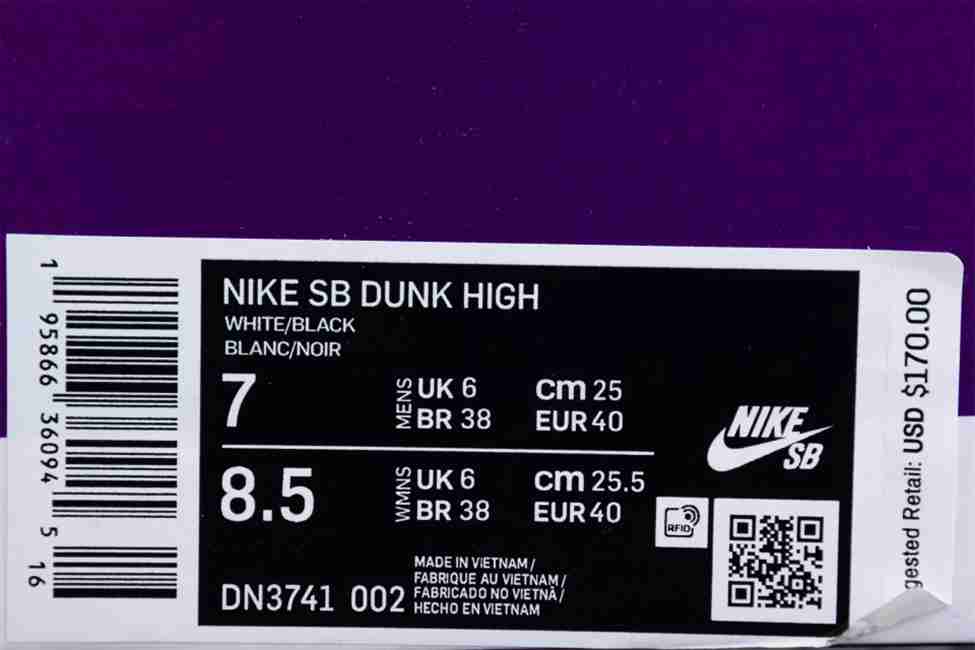 NIKE SB DUNK HIGH
WHITE/BLACK
BLANC/NOIR
7
MENS
UK 6
BR 38
cm 25
EUR 40
8.5
WMNS
UK 6
BR 38
cm 25.5
EUR 40
DN3741 002
MADE IN VIETNAM/
FABRIQUE AU VIETNAM/
FABRICADO NO VIETNÃ/
HECHO EN VIETNAM
NIKE
SB
RFID
gested Retail: USD $170.00
1 95866 36094 5 16